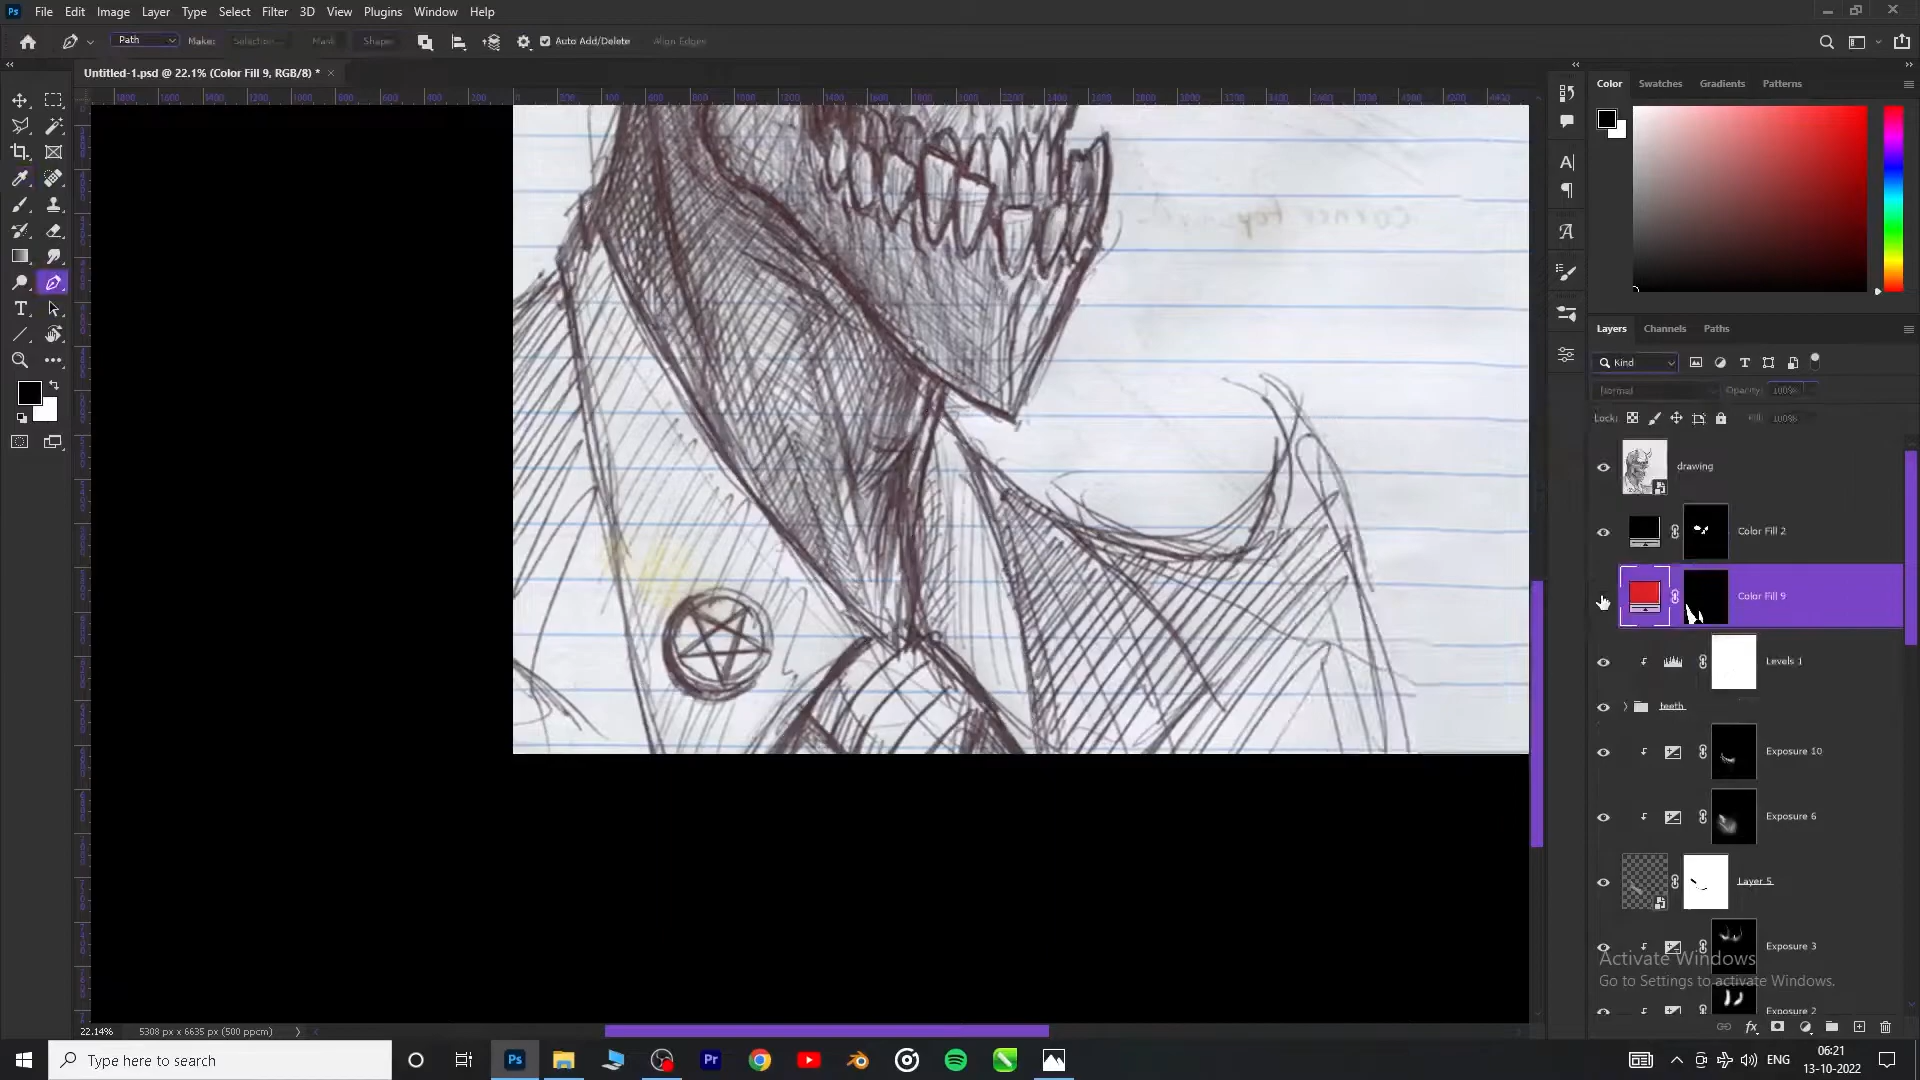 Ps File Edit Image Layer Type Select Filter 3D View Plugins Window Help
Path Make: Selection Mask Shape Auto Add/Delete Align Edges
Untitled-1.psd @ 22.1% (Color Fill 9, RGB/8) *
Color Swatches Gradients Patterns
Layers Channels Paths
Kind
Normal Opacity: 100%
Lock: Fill: 100%
drawing
Color Fill 2
Color Fill 9
Levels 1
teeth
Exposure 10
Exposure 6
Layer 5
Exposure 3
Activate Windows
Go to Settings to activate Windows.
Exposure 2
22.14% 5308 px x 6635 px (500 ppcm)
Type here to search
Ps
Pr
ENG
06:21
13-10-2022